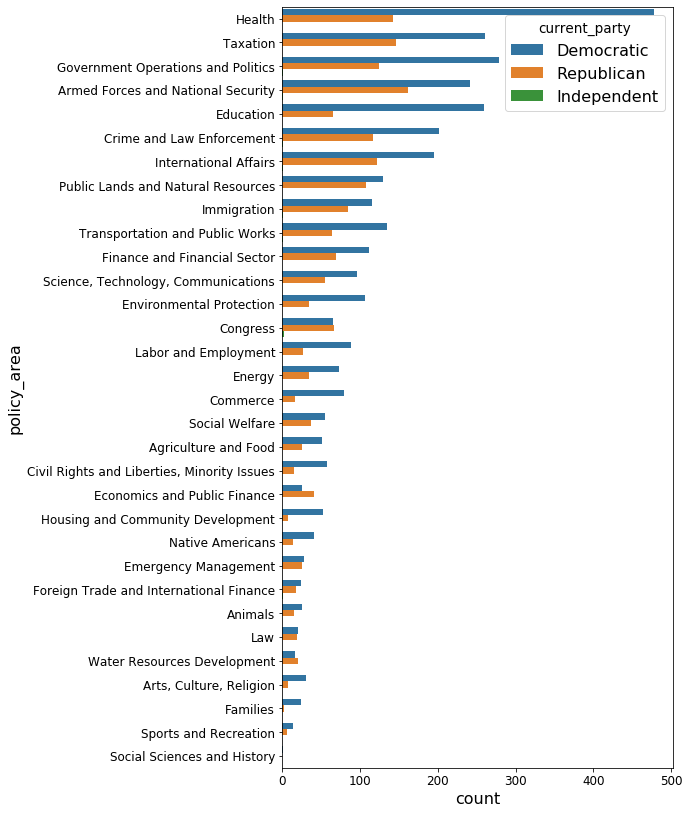 current_party
Democratic
Republican
Independent
policy_area
Health
Taxation
Government Operations and Politics
Armed Forces and National Security
Education
Crime and Law Enforcement
International Affairs
Public Lands and Natural Resources
Immigration
Transportation and Public Works
Finance and Financial Sector
Science, Technology, Communications
Environmental Protection
Congress
Labor and Employment
Energy
Commerce
Social Welfare
Agriculture and Food
Civil Rights and Liberties, Minority Issues
Economics and Public Finance
Housing and Community Development
Native Americans
Emergency Management
Foreign Trade and International Finance
Animals
Law
Water Resources Development
Arts, Culture, Religion
Families
Sports and Recreation
Social Sciences and History
0 100 200 300 400 500
count